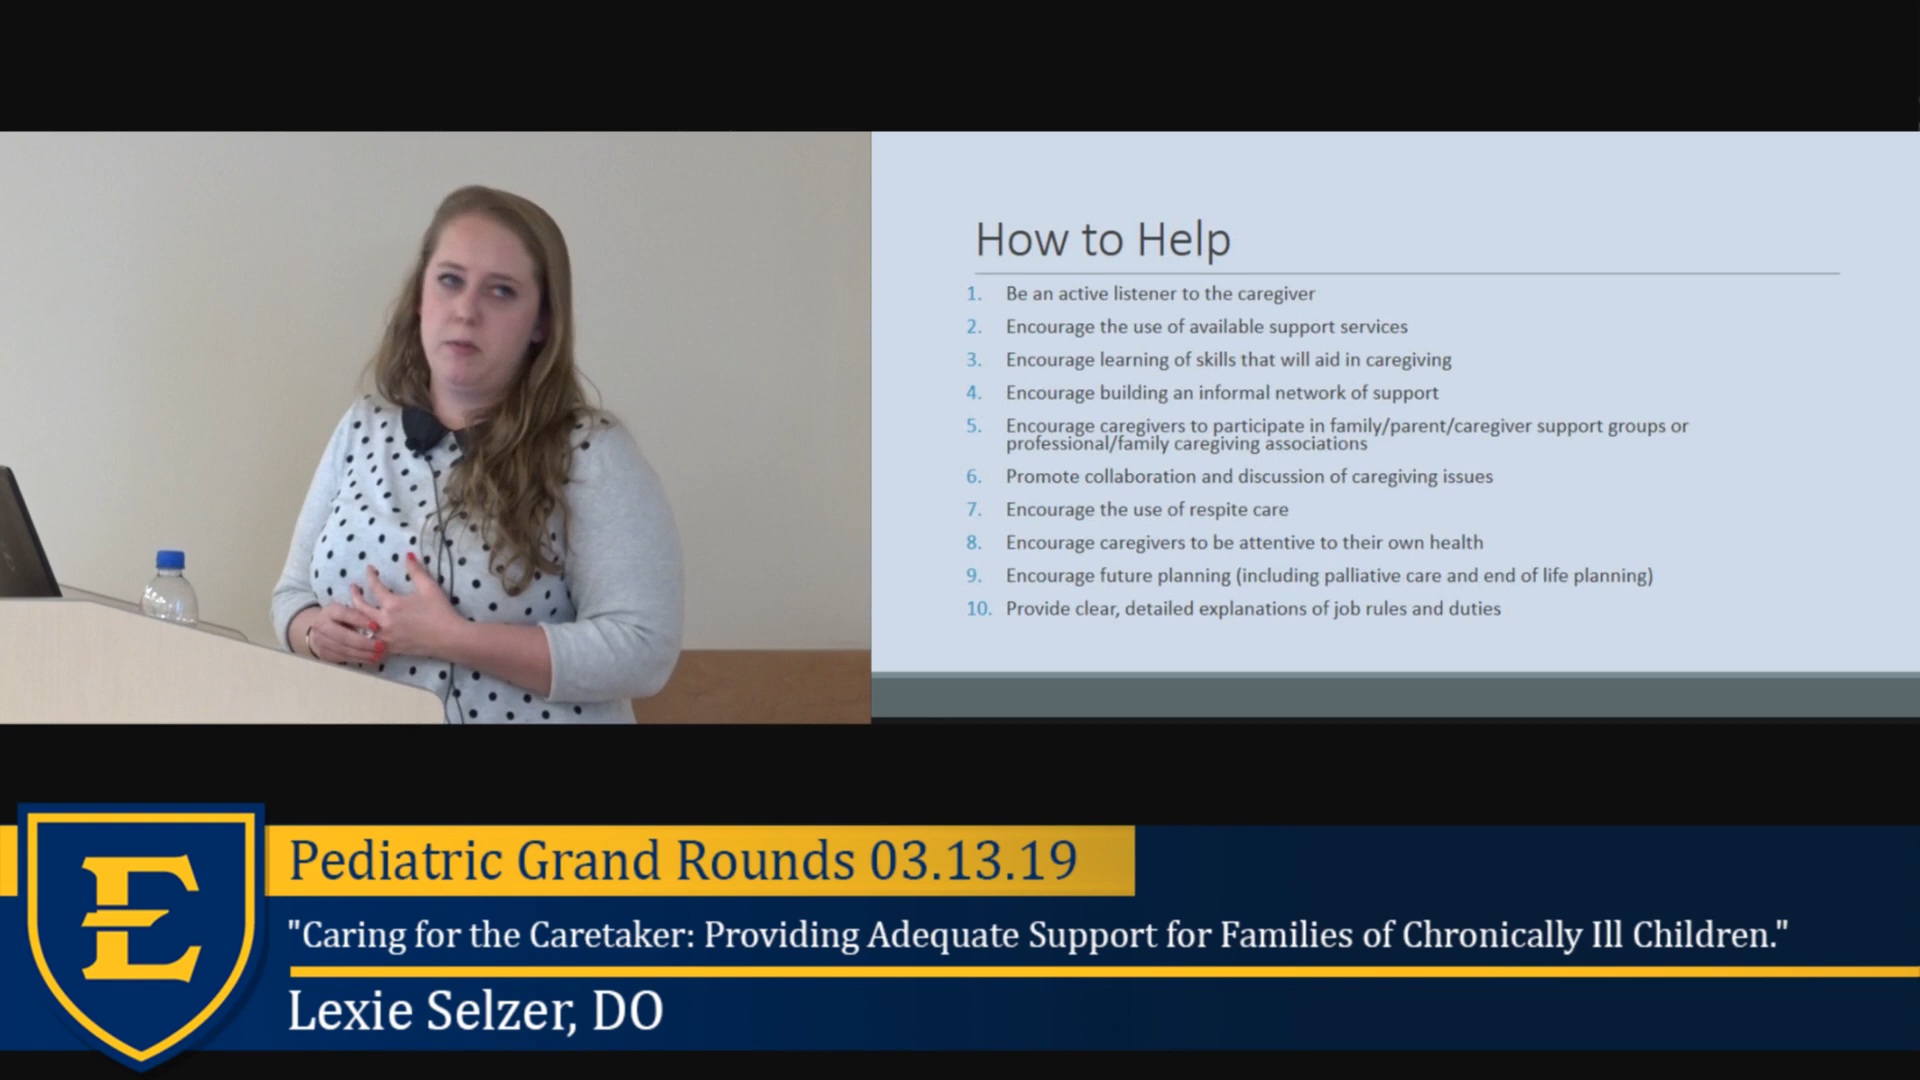 How to Help
1. Be an active listener to the caregiver
2. Encourage the use of available support services
3. Encourage learning of skills that will aid in caregiving
4. Encourage building an informal network of support
5. Encourage caregivers to participate in family/parent/caregiver support groups or
professional/family caregiving associations
6. Promote collaboration and discussion of caregiving issues
7. Encourage the use of respite care
8. Encourage caregivers to be attentive to their own health
9. Encourage future planning (including palliative care and end of life planning)
10. Provide clear, detailed explanations of job rules and duties
E
Pediatric Grand Rounds 03.13.19
"Caring for the Caretaker: Providing Adequate Support for Families of Chronically Ill Children."
Lexie Selzer, DO